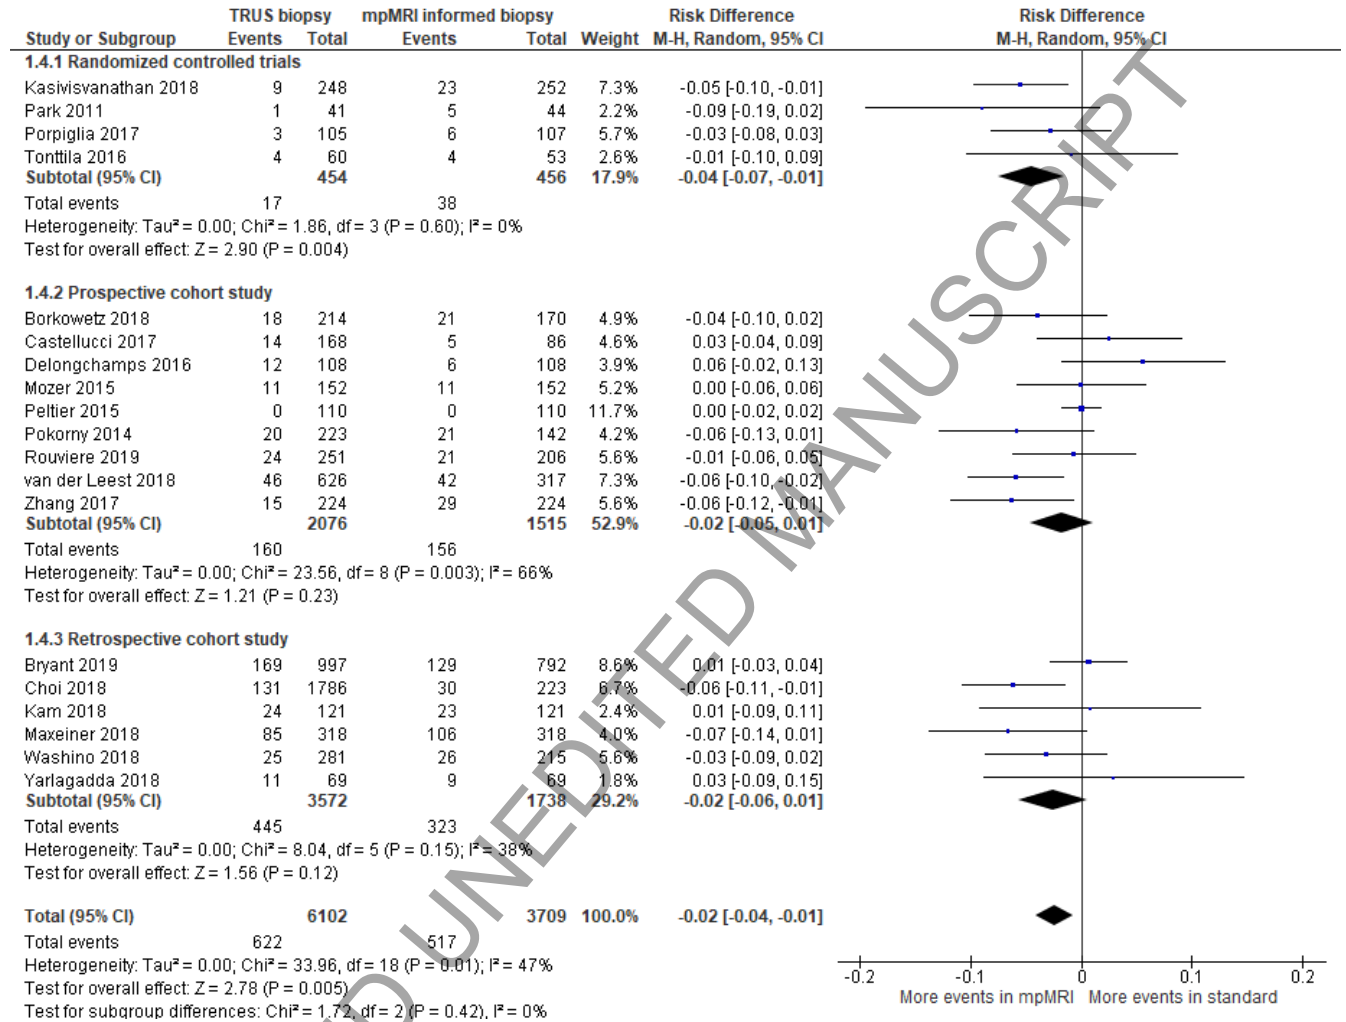 TRUS biopsy mpMRI informed biopsy Risk Difference Risk Difference
Study or Subgroup Events Total Events Total Weight M-H, Random, 95% CI M-H, Random, 95% CI
1.4.1 Randomized controlled trials
Kasivisvanathan 2018 9 248 23 252 7.3% -0.05 [-0.10, -0.01]
Park 2011 1 41 5 44 2.2% -0.09 [-0.19, 0.02]
Porpiglia 2017 3 105 6 107 5.7% -0.03 [-0.08, 0.03]
Tonttila 2016 4 60 4 53 2.6% -0.01 [-0.10, 0.09]
Subtotal (95% CI) 454 456 17.9% -0.04 [-0.07, -0.01]
Total events 17 38
Heterogeneity: Tau² = 0.00; Chi² = 1.86, df = 3 (P = 0.60); I² = 0%
Test for overall effect: Z = 2.90 (P = 0.004)
1.4.2 Prospective cohort study
Borkowetz 2018 18 214 21 170 4.9% -0.04 [-0.10, 0.02]
Castellucci 2017 14 168 5 86 4.6% 0.03 [-0.04, 0.09]
Delongchamps 2016 12 108 6 108 3.9% 0.06 [-0.02, 0.13]
Mozer 2015 11 152 11 152 5.2% 0.00 [-0.06, 0.06]
Peltier 2015 0 110 0 110 11.7% 0.00 [-0.02, 0.02]
Pokorny 2014 20 223 21 142 4.2% -0.06 [-0.13, 0.01]
Rouviere 2019 24 251 21 206 5.6% -0.01 [-0.06, 0.05]
van der Leest 2018 46 626 42 317 7.3% -0.06 [-0.10, -0.02]
Zhang 2017 15 224 29 224 5.6% -0.06 [-0.12, -0.01]
Subtotal (95% CI) 2076 1515 52.9% -0.02 [-0.05, 0.01]
Total events 160 156
Heterogeneity: Tau² = 0.00; Chi² = 23.56, df = 8 (P = 0.003); I² = 66%
Test for overall effect: Z = 1.21 (P = 0.23)
1.4.3 Retrospective cohort study
Bryant 2019 169 997 129 792 8.6% 0.01 [-0.03, 0.04]
Choi 2018 131 1786 30 223 6.7% -0.06 [-0.11, -0.01]
Kam 2018 24 121 23 121 2.4% 0.01 [-0.09, 0.11]
Maxeiner 2018 85 318 106 318 4.0% -0.07 [-0.14, 0.01]
Washino 2018 25 281 26 215 5.6% -0.03 [-0.09, 0.02]
Yarlagadda 2018 11 69 9 69 1.8% 0.03 [-0.09, 0.15]
Subtotal (95% CI) 3572 1738 29.2% -0.02 [-0.06, 0.01]
Total events 445 323
Heterogeneity: Tau² = 0.00; Chi² = 8.04, df = 5 (P = 0.15); I² = 38%
Test for overall effect: Z = 1.56 (P = 0.12)
Total (95% CI) 6102 3709 100.0% -0.02 [-0.04, -0.01]
Total events 622 517
Heterogeneity: Tau² = 0.00; Chi² = 33.96, df = 18 (P = 0.01); I² = 47%
Test for overall effect: Z = 2.78 (P = 0.005)
Test for subgroup differences: Chi² = 1.72, df = 2 (P = 0.42), I² = 0%
-0.2 -0.1 0 0.1 0.2
More events in mpMRI More events in standard
D UNEDITED MANUSCRIPT